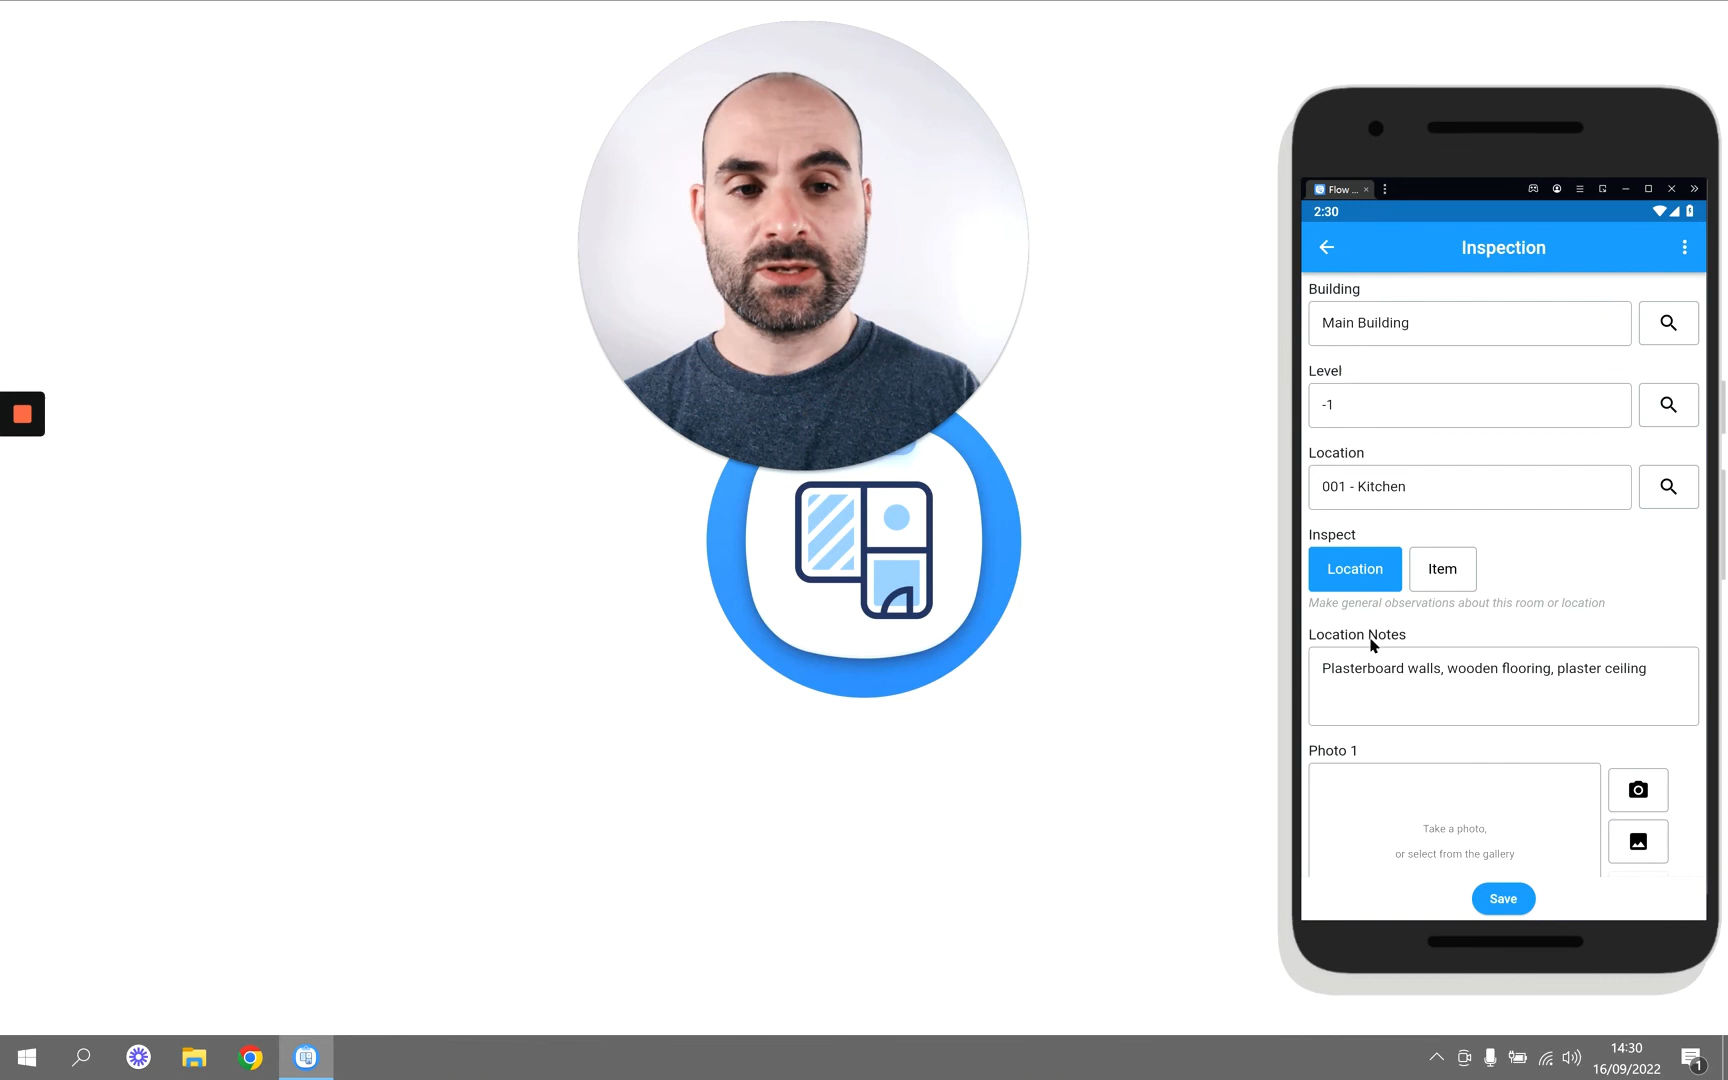 Flow ...
2:30
Inspection
Building
Main Building
Level
-1
Location
001 - Kitchen
Inspect
Location Item
Make general observations about this room or location
Location Notes
Plasterboard walls, wooden flooring, plaster ceiling
Photo 1
Take a photo,
or select from the gallery
Save
14:30
16/09/2022
1